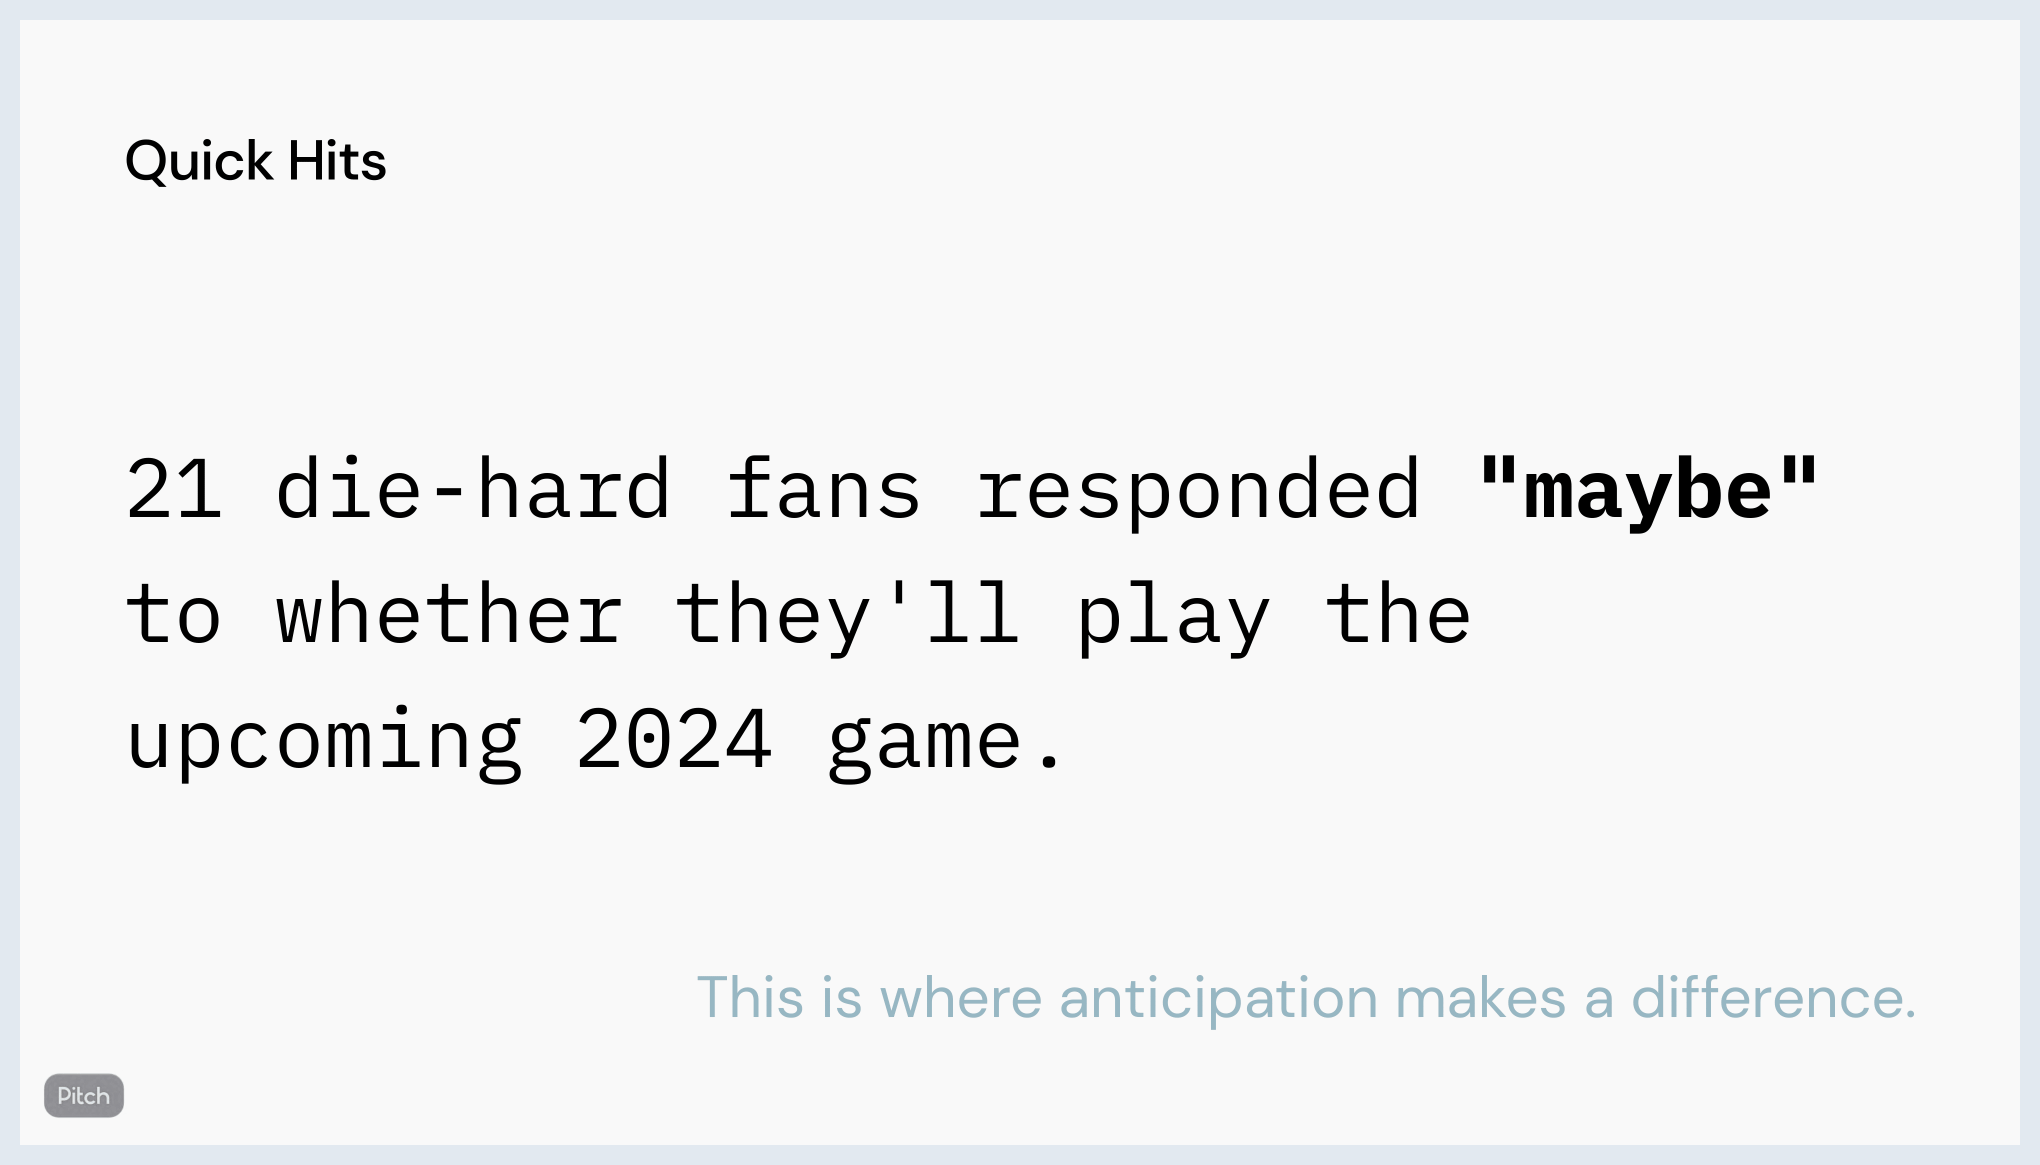 Quick Hits
21 die-hard fans responded "maybe"
to whether they'll play the
upcoming 2024 game.
This is where anticipation makes a difference.
Pitch